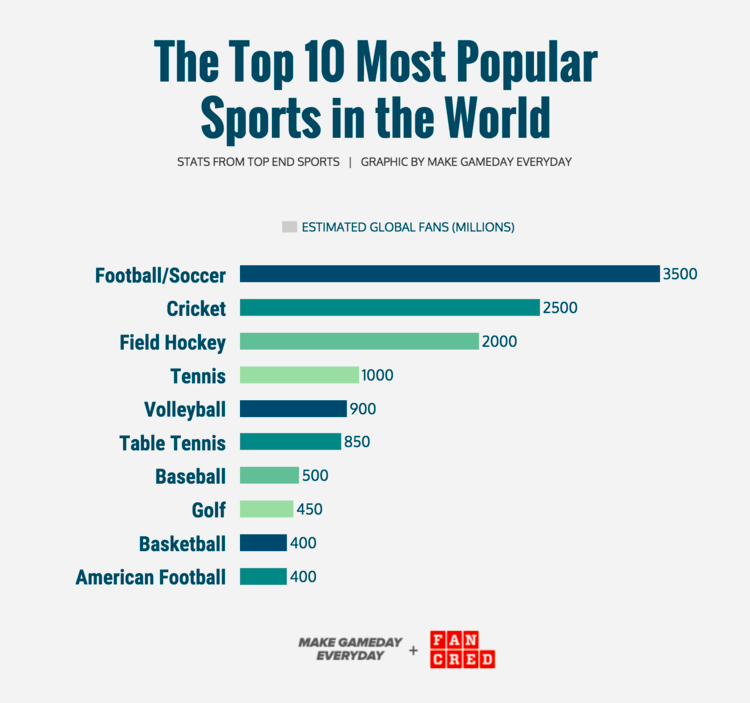 The Top 10 Most Popular
Sports in the World
STATS FROM TOP END SPORTS | GRAPHIC BY MAKE GAMEDAY EVERYDAY
ESTIMATED GLOBAL FANS (MILLIONS)
Football/Soccer 3500
Cricket 2500
Field Hockey 2000
Tennis 1000
Volleyball 900
Table Tennis 850
Baseball 500
Golf 450
Basketball 400
American Football 400
MAKE GAMEDAY
EVERYDAY
+
FAN
CRED